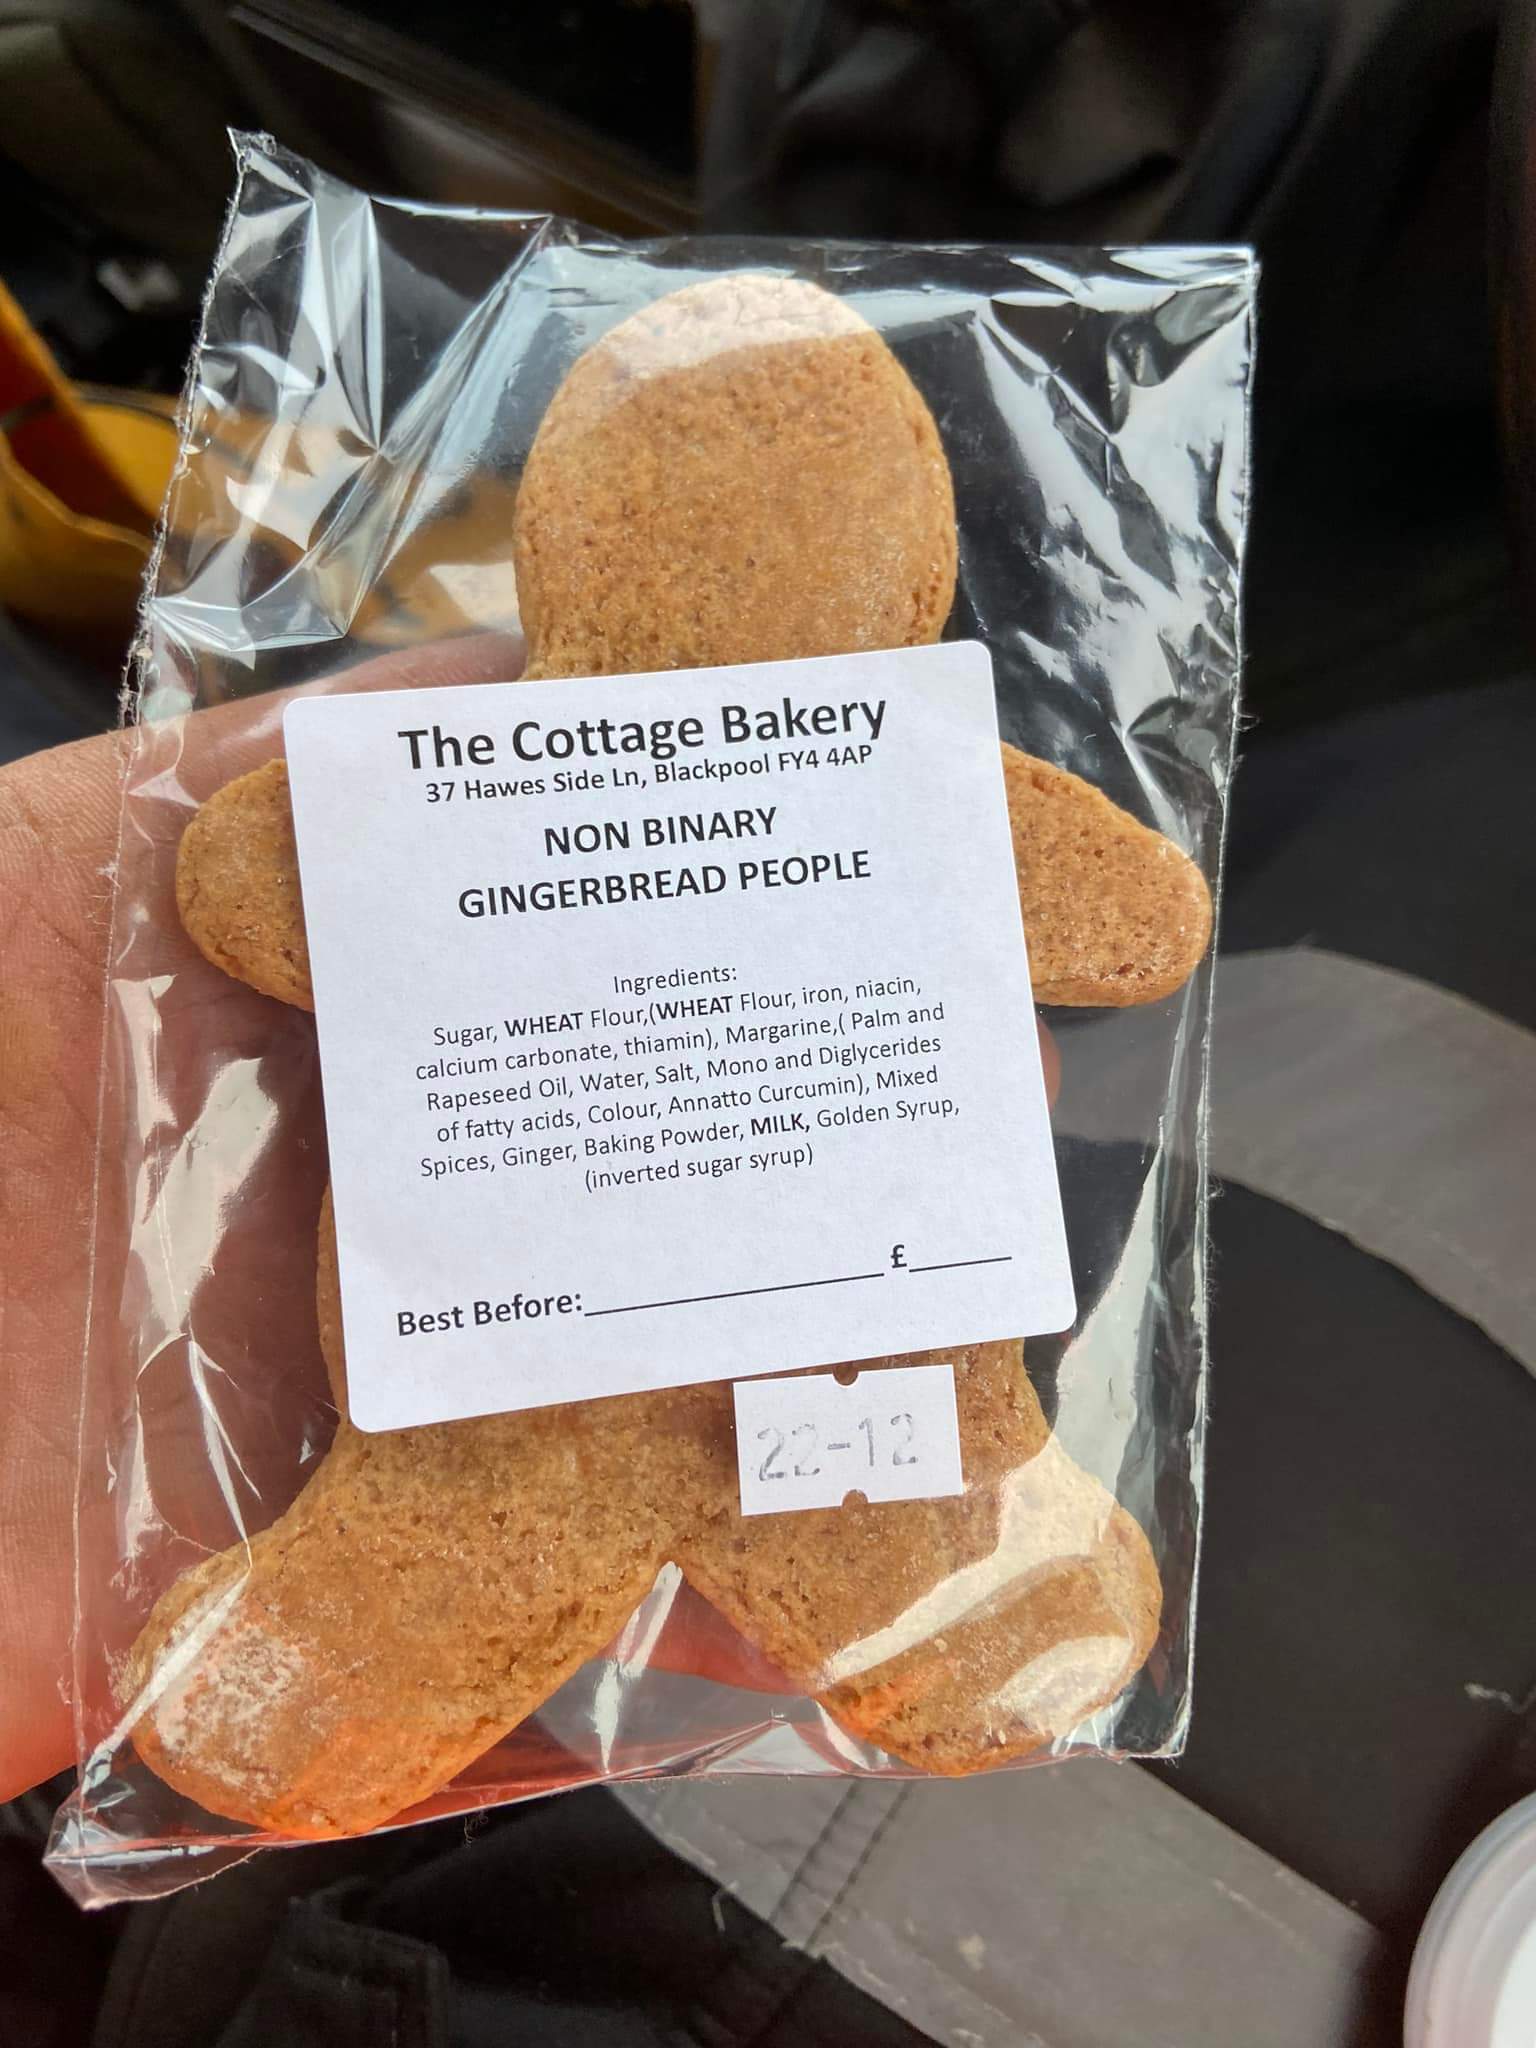 The Cottage Bakery
37 Hawes Side Ln, Blackpool FY4 4AP
NON BINARY
GINGERBREAD PEOPLE
Ingredients:
Sugar, WHEAT Flour,(WHEAT Flour, iron, niacin,
calcium carbonate, thiamin), Margarine,( Palm and
Rapeseed Oil, Water, Salt, Mono and Diglycerides
of fatty acids, Colour, Annatto Curcumin), Mixed
Spices, Ginger, Baking Powder, MILK, Golden Syrup,
(inverted sugar syrup)
Best Before:_______________ £_____
22-12